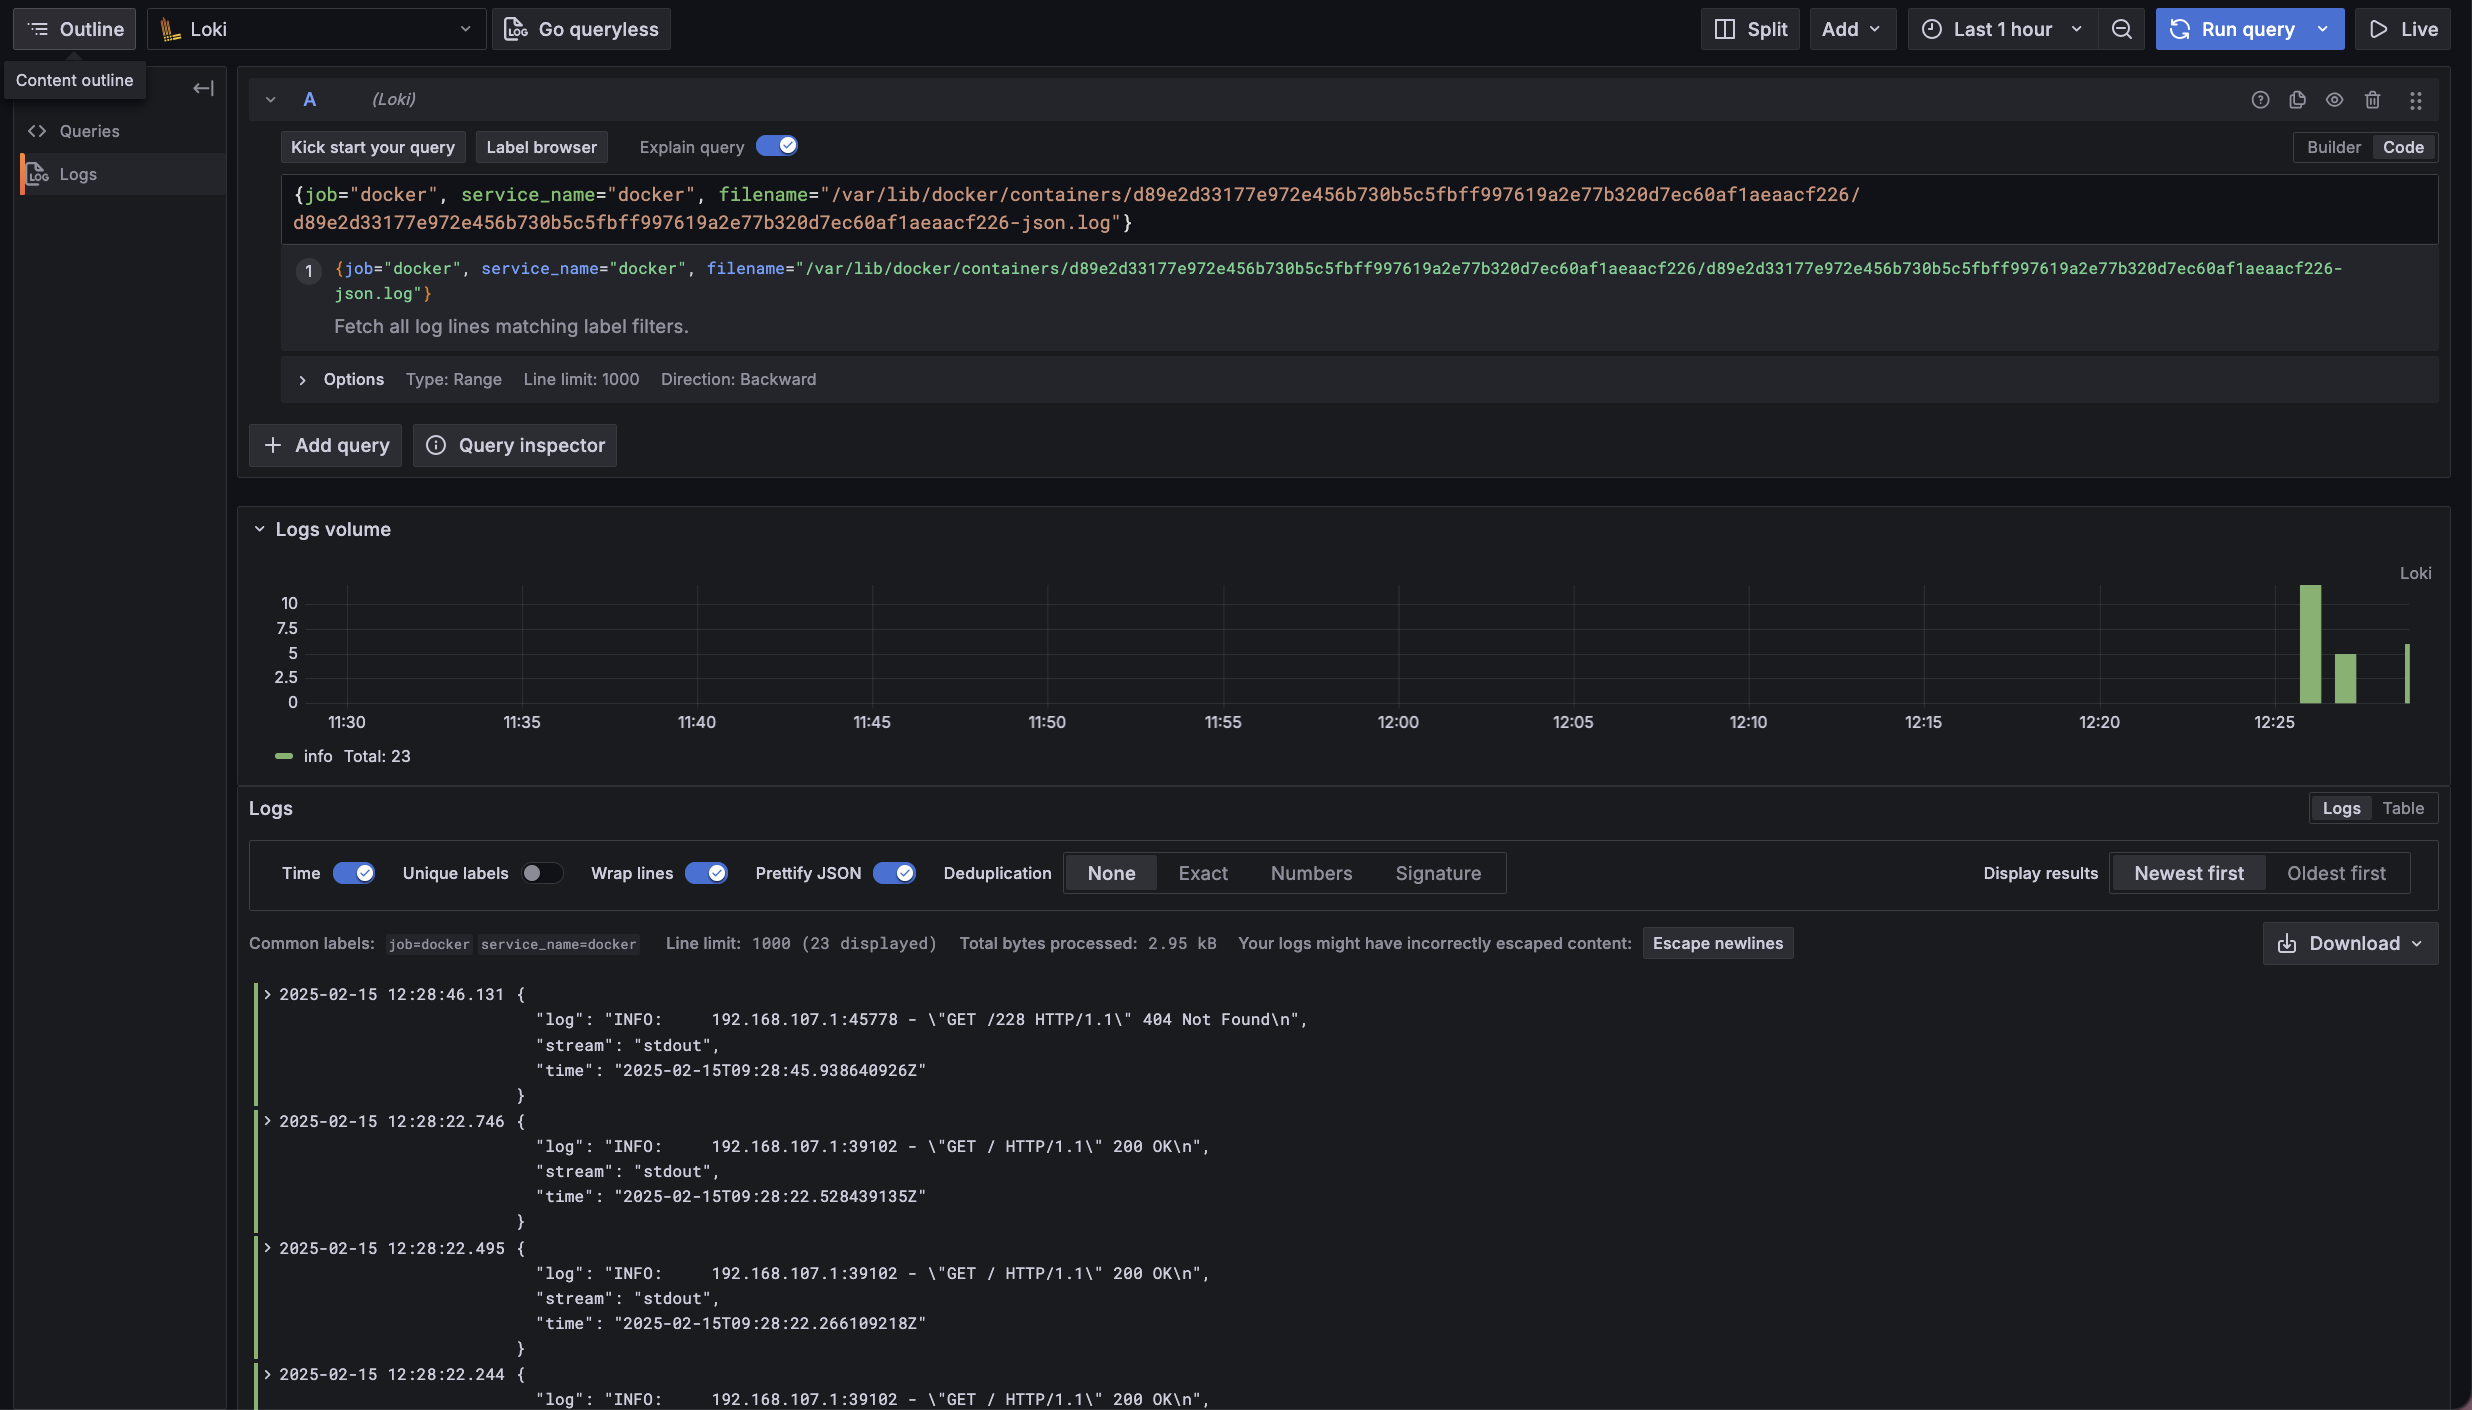 Outline
Loki
Go queryless
Split
Add
Last 1 hour
Run query
Live
Content outline
Queries
Logs
A
(Loki)
Kick start your query
Label browser
Explain query
Builder
Code
{job="docker", service_name="docker", filename="/var/lib/docker/containers/d89e2d33177e972e456b730b5c5fbff997619a2e77b320d7ec60af1aeaacf226/
d89e2d33177e972e456b730b5c5fbff997619a2e77b320d7ec60af1aeaacf226-json.log"}
1
{job="docker", service_name="docker", filename="/var/lib/docker/containers/d89e2d33177e972e456b730b5c5fbff997619a2e77b320d7ec60af1aeaacf226/d89e2d33177e972e456b730b5c5fbff997619a2e77b320d7ec60af1aeaacf226-
json.log"}
Fetch all log lines matching label filters.
Options Type: Range Line limit: 1000 Direction: Backward
Add query
Query inspector
Logs volume
Loki
10
7.5
5
2.5
0
11:30 11:35 11:40 11:45 11:50 11:55 12:00 12:05 12:10 12:15 12:20 12:25
info Total: 23
Logs
Logs Table
Time Unique labels Wrap lines Prettify JSON Deduplication None Exact Numbers Signature Display results Newest first Oldest first
Common labels: job=docker service_name=docker Line limit: 1000 (23 displayed) Total bytes processed: 2.95 kB Your logs might have incorrectly escaped content: Escape newlines Download
2025-02-15 12:28:46.131 {
"log": "INFO:     192.168.107.1:45778 - \"GET /228 HTTP/1.1\" 404 Not Found\n",
"stream": "stdout",
"time": "2025-02-15T09:28:45.938640926Z"
}
2025-02-15 12:28:22.746 {
"log": "INFO:     192.168.107.1:39102 - \"GET / HTTP/1.1\" 200 OK\n",
"stream": "stdout",
"time": "2025-02-15T09:28:22.528439135Z"
}
2025-02-15 12:28:22.495 {
"log": "INFO:     192.168.107.1:39102 - \"GET / HTTP/1.1\" 200 OK\n",
"stream": "stdout",
"time": "2025-02-15T09:28:22.266109218Z"
}
2025-02-15 12:28:22.244 {
"log": "INFO:     192.168.107.1:39102 - \"GET / HTTP/1.1\" 200 OK\n",